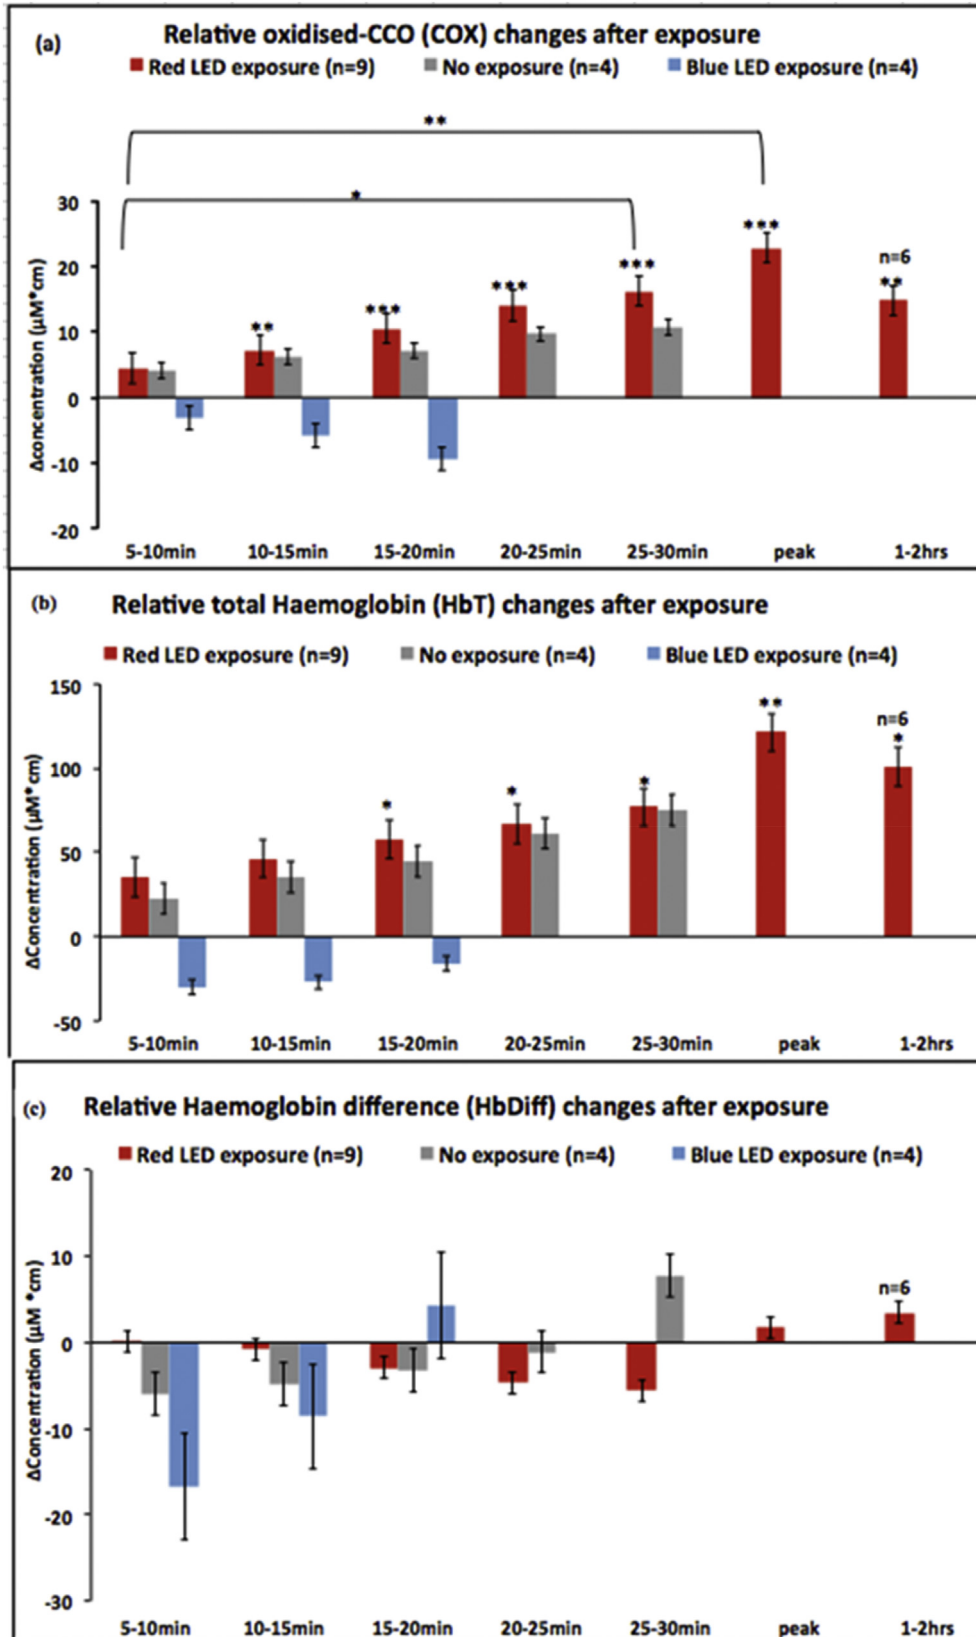 (a)
Relative oxidised-CCO (COX) changes after exposure
Red LED exposure (n=9) No exposure (n=4) Blue LED exposure (n=4)
**
*
30
20
10
0
-10
-20
Δconcentration (µM*cm)
** *** *** *** *** n=6 **
5-10min 10-15min 15-20min 20-25min 25-30min peak 1-2hrs
(b)
Relative total Haemoglobin (HbT) changes after exposure
Red LED exposure (n=9) No exposure (n=4) Blue LED exposure (n=4)
150
100
50
0
-50
ΔConcentration (µM*cm)
* * * ** n=6 *
5-10min 10-15min 15-20min 20-25min 25-30min peak 1-2hrs
(c)
Relative Haemoglobin difference (HbDiff) changes after exposure
Red LED exposure (n=9) No exposure (n=4) Blue LED exposure (n=4)
20
10
0
-10
-20
-30
ΔConcentration (µM *cm)
n=6
5-10min 10-15min 15-20min 20-25min 25-30min peak 1-2hrs